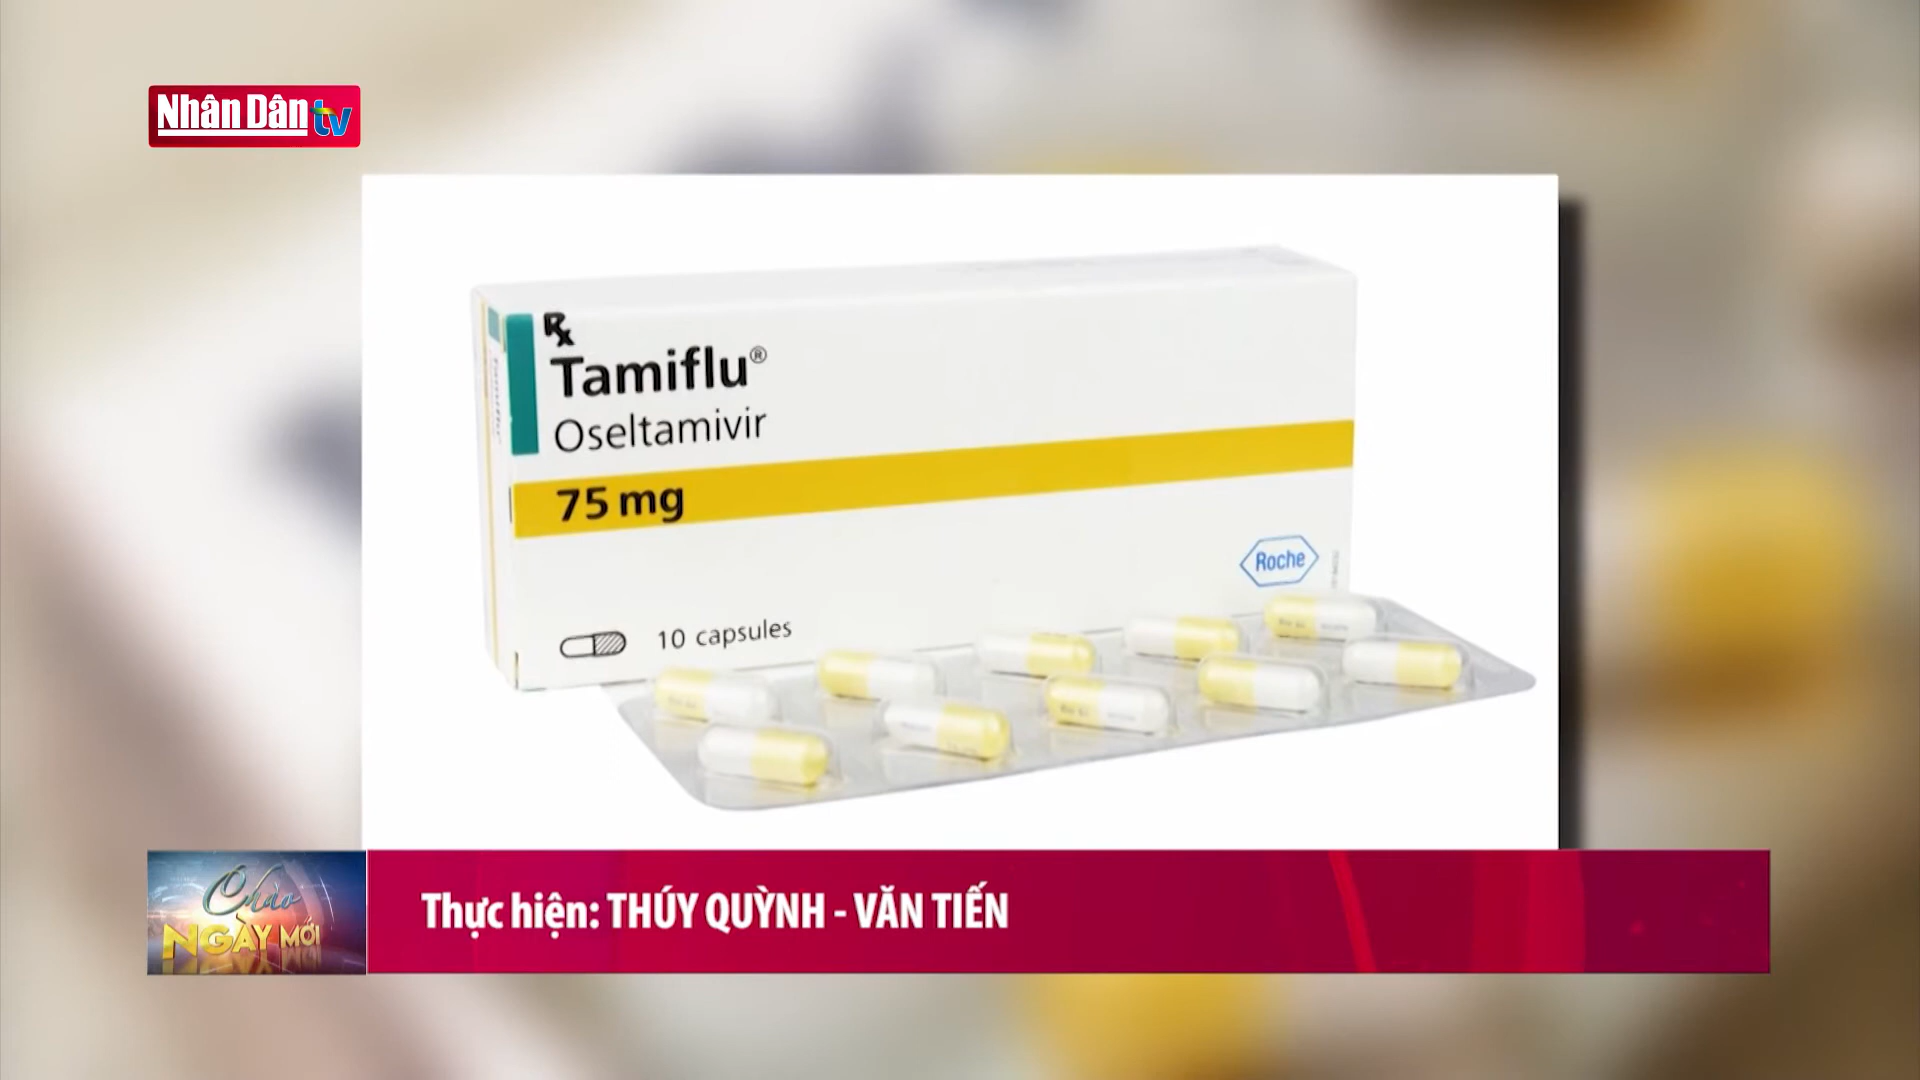 Nhân Dân tv
Rx
Tamiflu®
Oseltamivir
75 mg
Roche
10 capsules
Chào
NGÀY MỚI
Thực hiện: THÚY QUỲNH - VĂN TIẾN